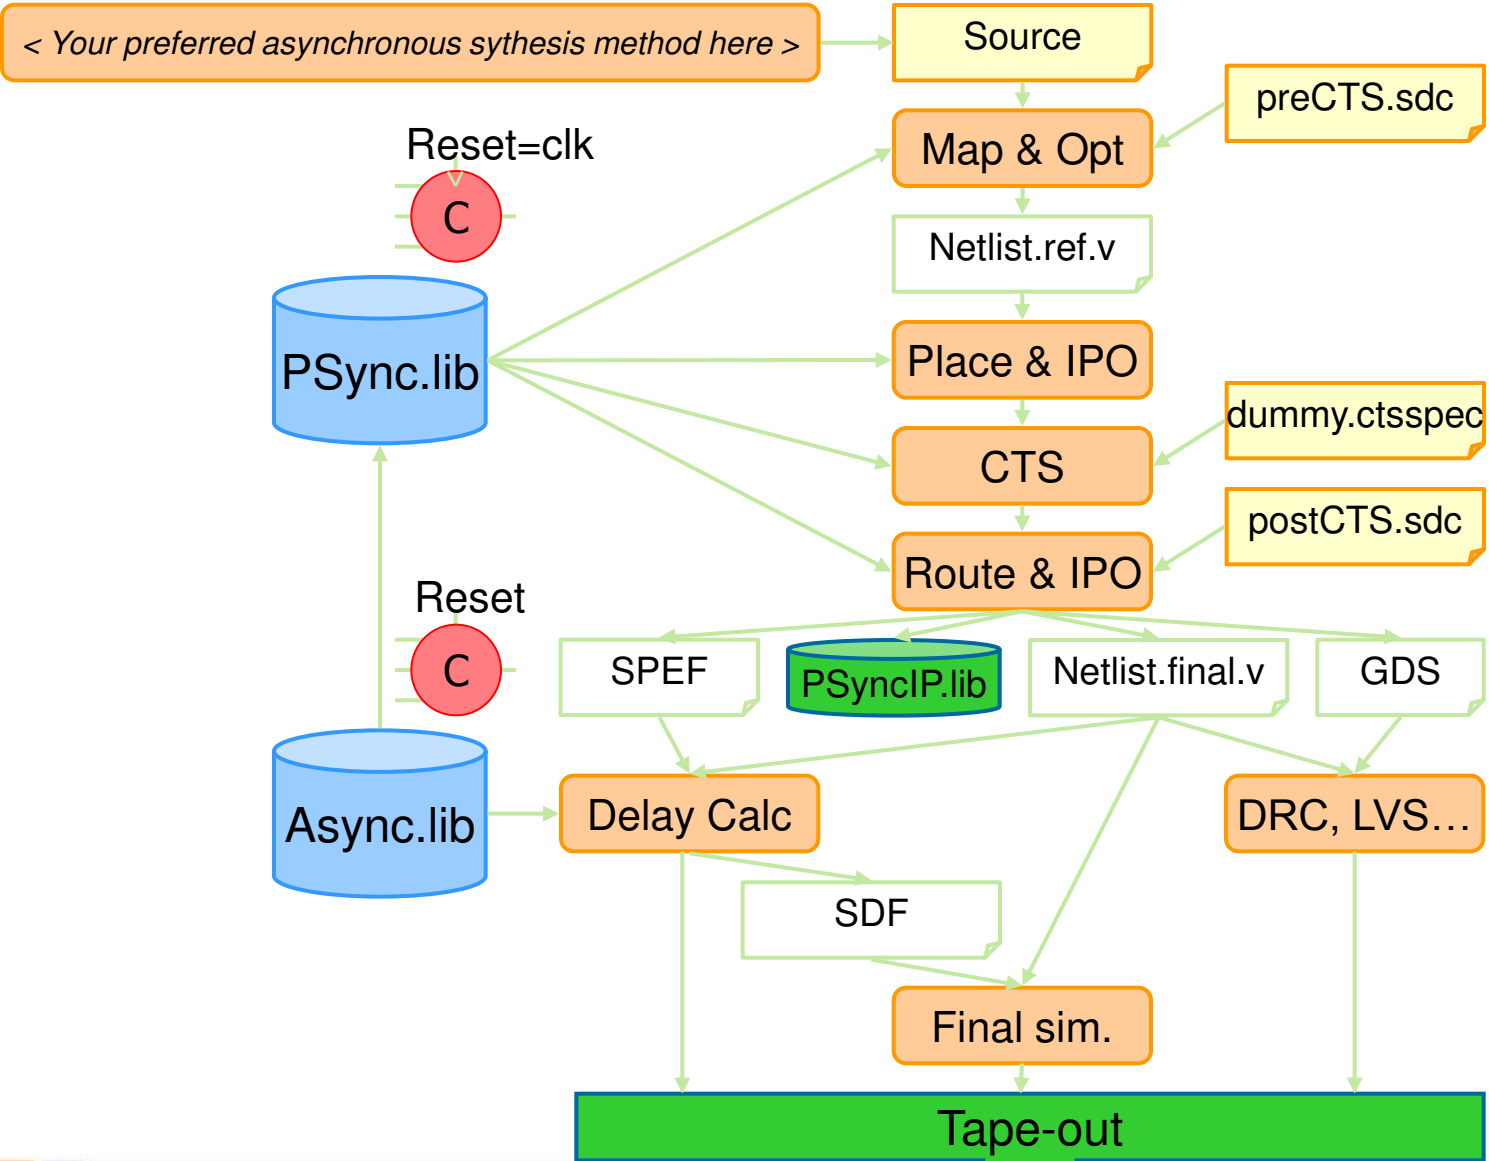 < Your preferred asynchronous sythesis method here >
Source
preCTS.sdc
Reset=clk
Map & Opt
C
Netlist.ref.v
PSync.lib
Place & IPO
dummy.ctsspec
CTS
postCTS.sdc
Route & IPO
Reset
C
SPEF
PSyncIP.lib
Netlist.final.v
GDS
Async.lib
Delay Calc
DRC, LVS…
SDF
Final sim.
Tape-out